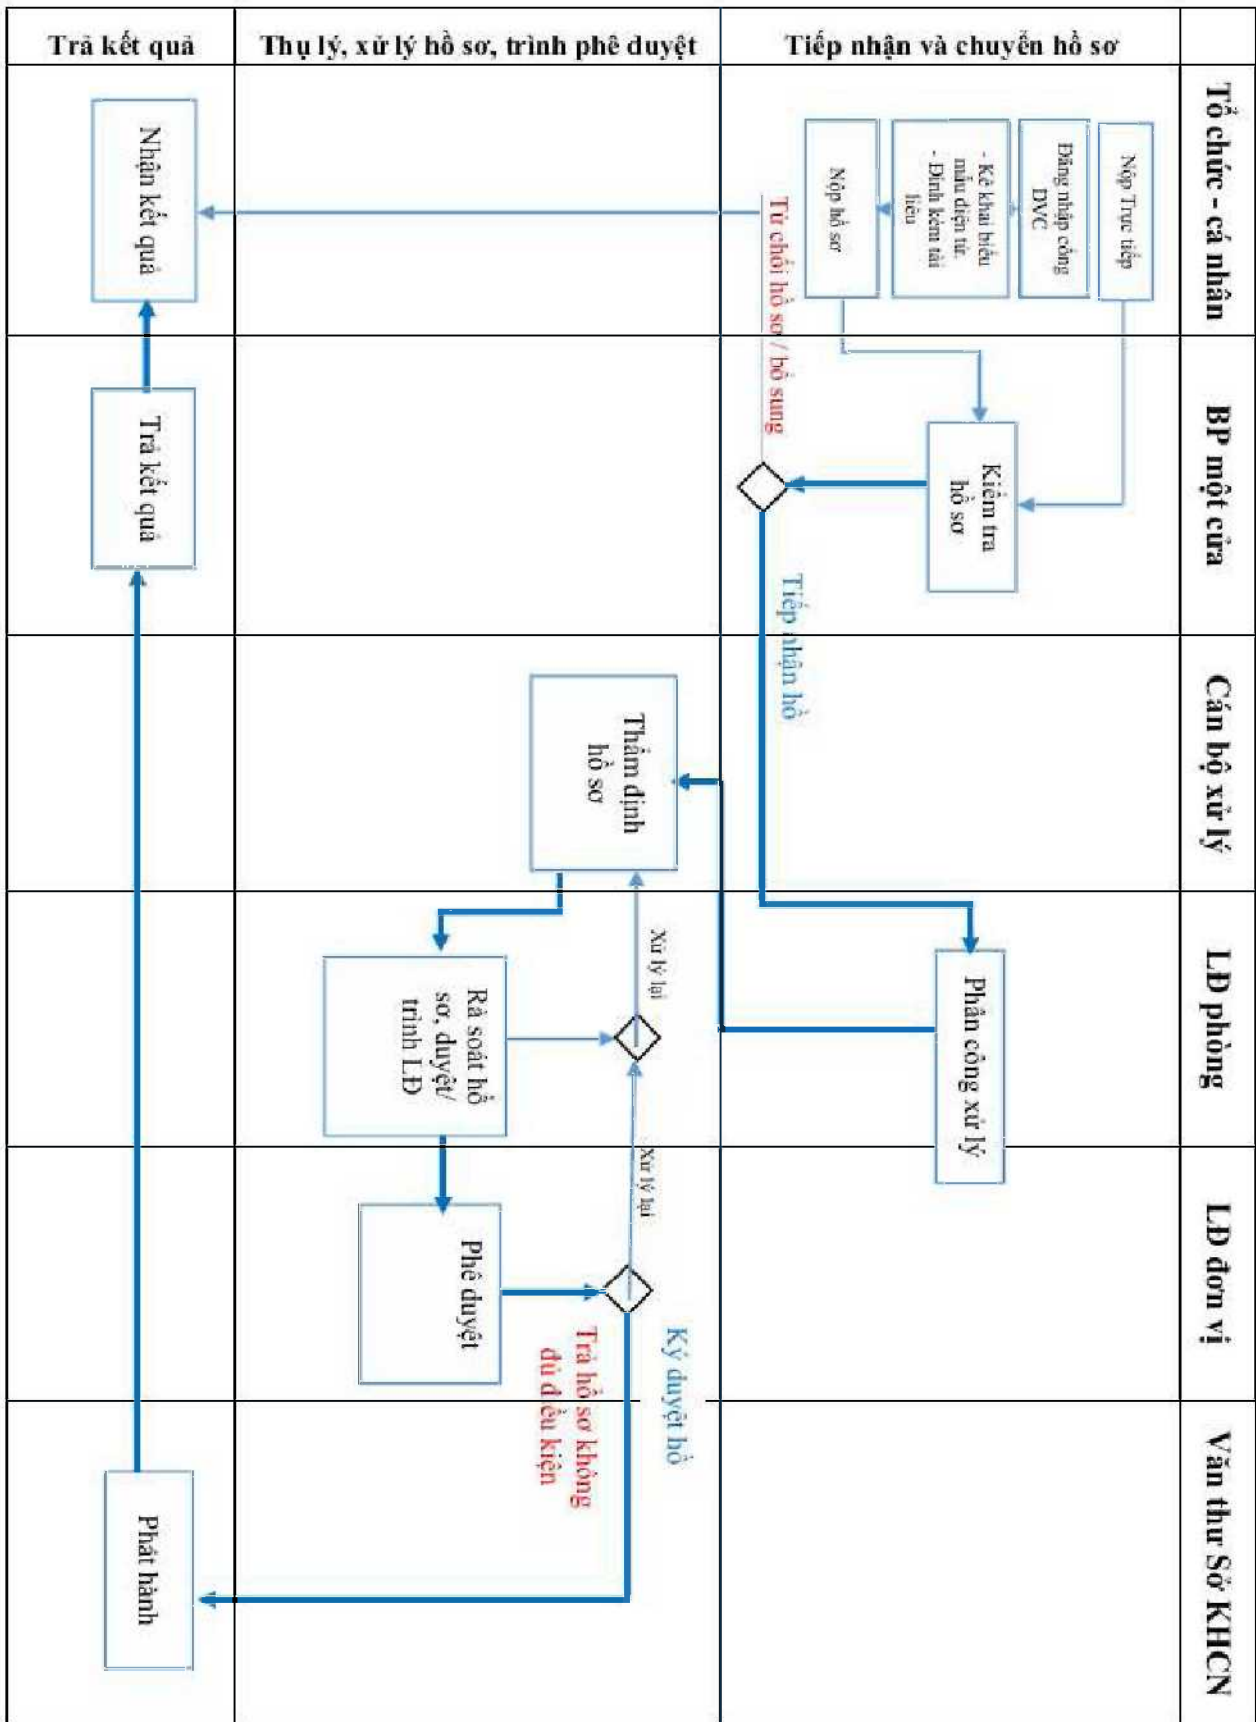 Tổ chức - cá nhân
BP một cửa
Cán bộ xử lý
LĐ phòng
LĐ đơn vị
Văn thư Sở KHCN
Tiếp nhận và chuyển hồ sơ
Nộp Trực tiếp
Đăng nhập cổng
DVC
- Kê khai biểu
mẫu điện tử.
- Đính kèm tài
liệu
Nộp hồ sơ
Kiểm tra
hồ sơ
Từ chối hồ sơ / bổ sung
Tiếp nhận hồ
Phân công xử lý
Thụ lý, xử lý hồ sơ, trình phê duyệt
Thẩm định
hồ sơ
Xử lý lại
Rà soát hồ
sơ, duyệt/
trình LĐ
Xử lý lại
Phê duyệt
Ký duyệt hồ
Trả hồ sơ không
đủ điều kiện
Trả kết quả
Nhận kết quả
Trả kết quả
Phát hành